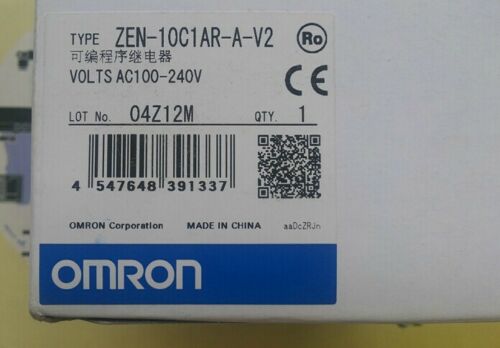 TYPE ZEN-10C1AR-A-V2
Ro
可编程序继电器
VOLTS AC100-240V
CE
LOT No. 04Z12M QTY. 1
4 547648 391337
OMRON Corporation MADE IN CHINA aaDcZRJn
OMRON